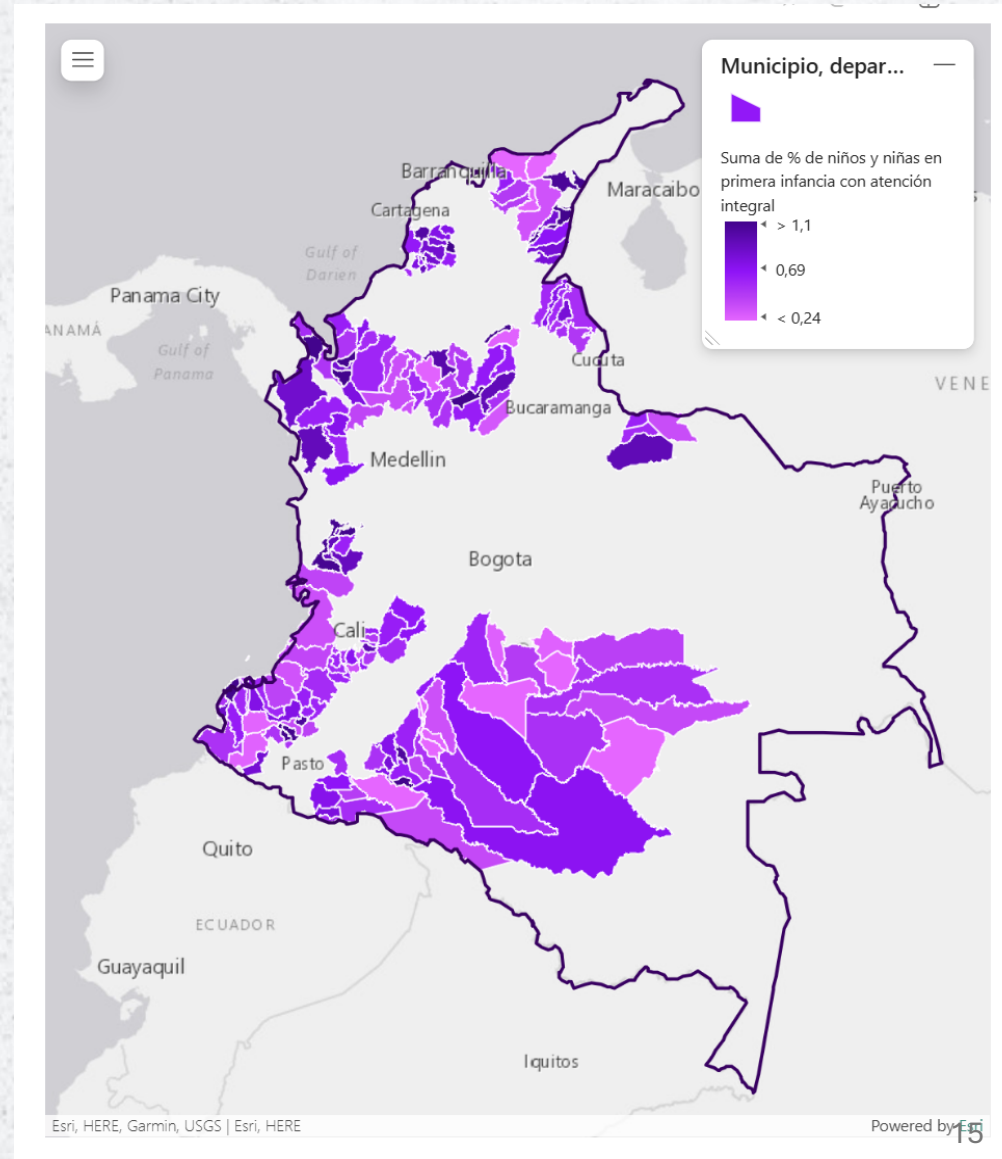 Municipio, depar...
Suma de % de niños y niñas en
primera infancia con atención
integral
> 1,1
0,69
< 0,24
Barranquilla
Maracaibo
Cartagena
Gulf of
Darien
Panama City
ANAMÁ
Gulf of
Panama
Cucuta
VENE
Bucaramanga
Medellin
Puerto
Ayacucho
Bogota
Cali
Pasto
Quito
ECUADOR
Guayaquil
Iquitos
Esri, HERE, Garmin, USGS | Esri, HERE
Powered by Esri
15